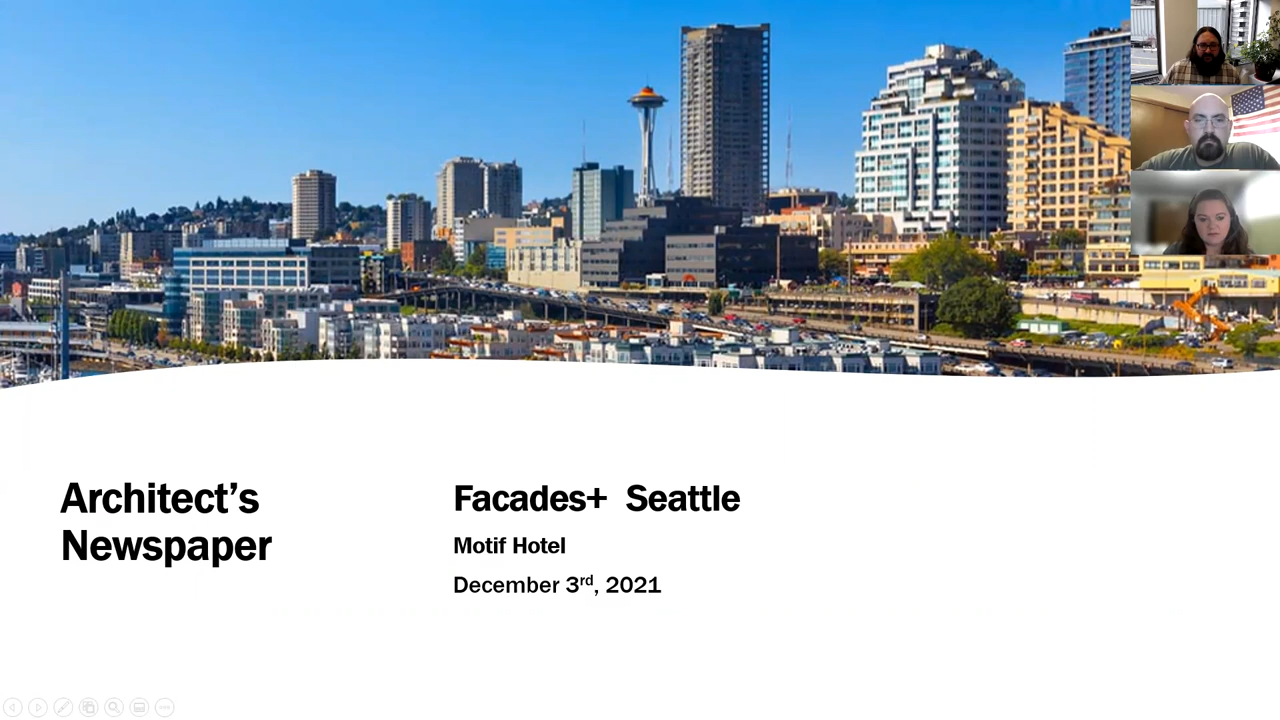 Architect’s
Newspaper
Facades+ Seattle
Motif Hotel
December 3rd, 2021